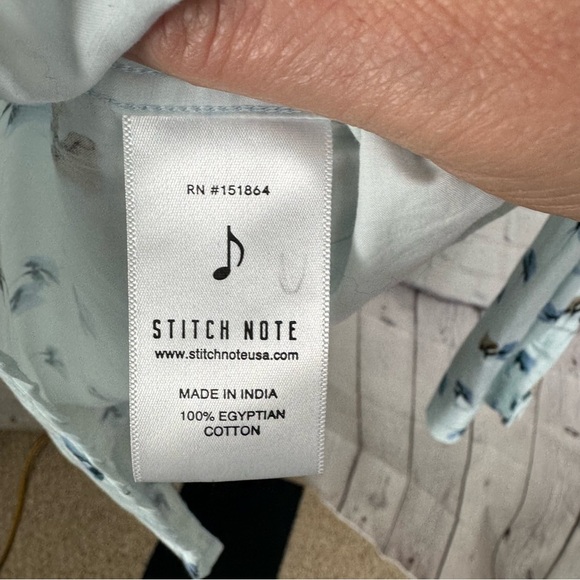 RN #151864
STITCH NOTE
www.stitchnoteusa.com
MADE IN INDIA
100% EGYPTIAN
COTTON